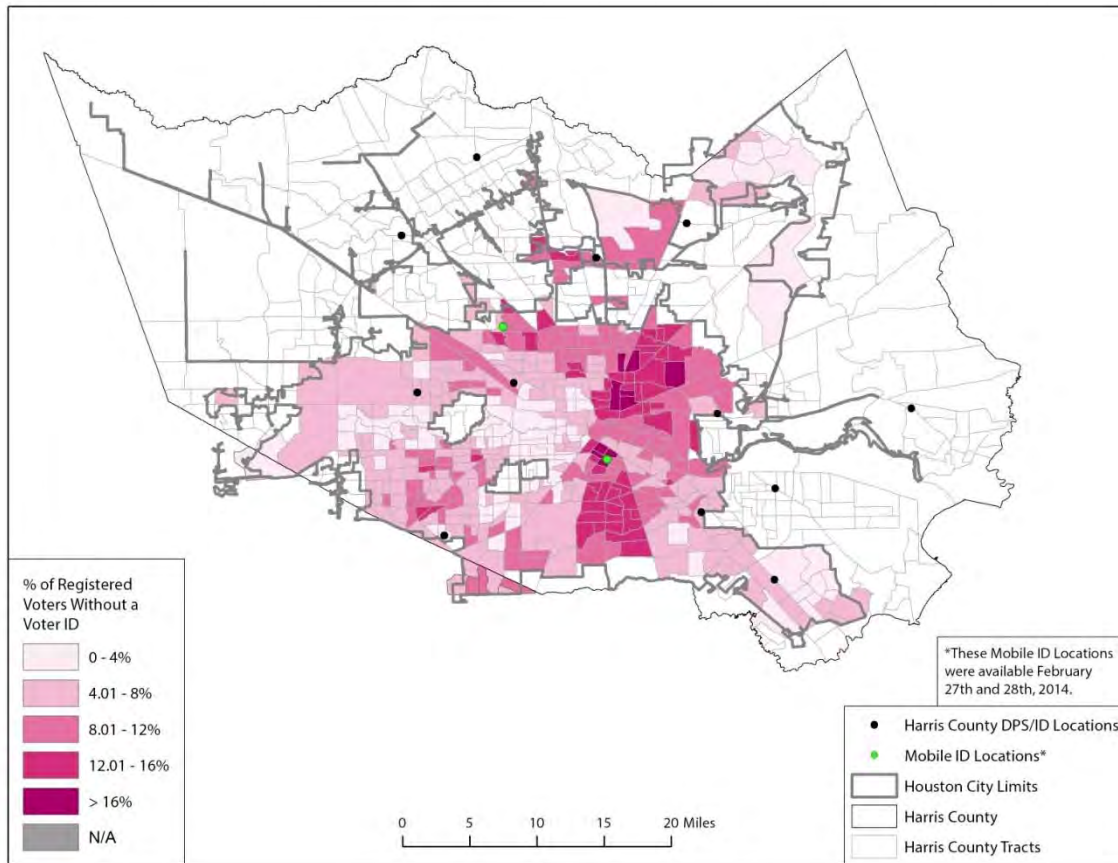 % of Registered
Voters Without a
Voter ID
0 - 4%
4.01 - 8%
8.01 - 12%
12.01 - 16%
> 16%
N/A
0 5 10 15 20 Miles
*These Mobile ID Locations
were available February
27th and 28th, 2014.
Harris County DPS/ID Locations
Mobile ID Locations*
Houston City Limits
Harris County
Harris County Tracts